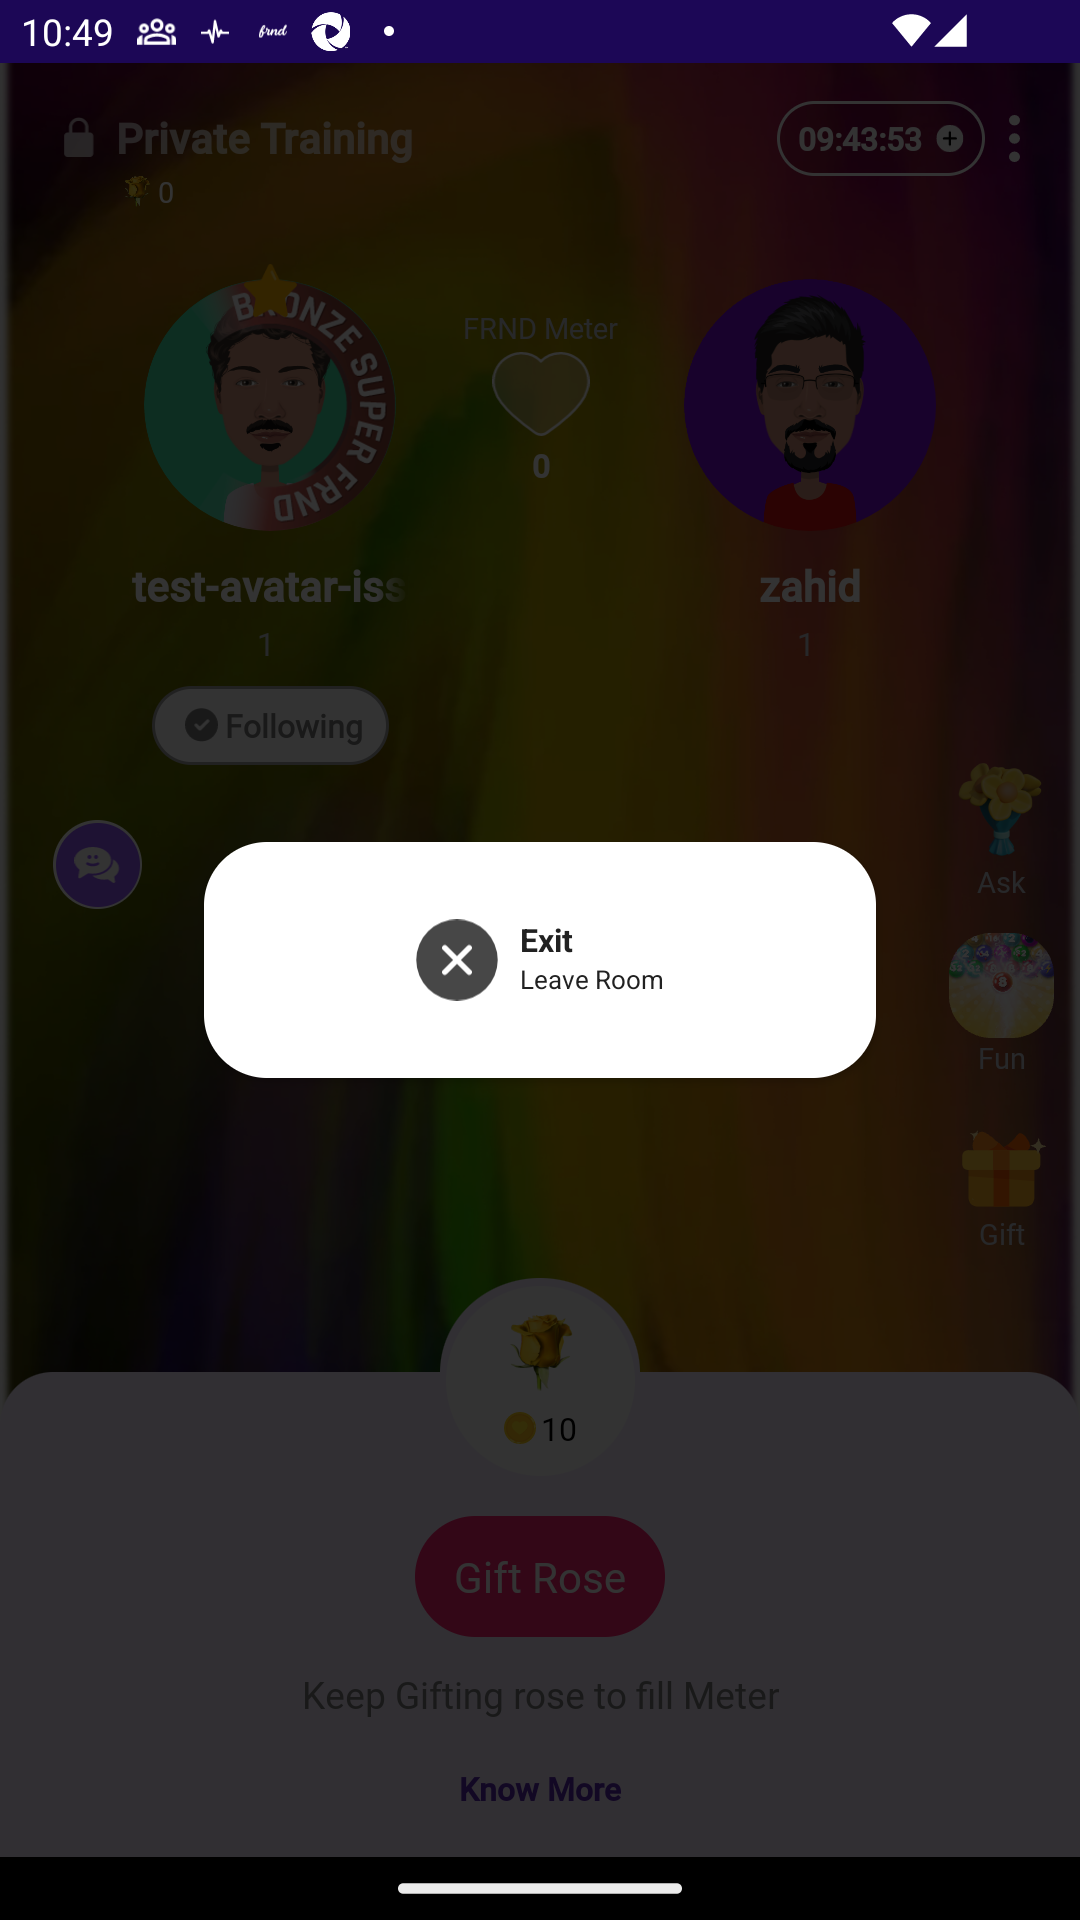 10:49 frnd
Private Training
09:43:53
0
BRONZE SUPER FRND
FRND Meter
0
test-avatar-iss
zahid
1
1
Following
Ask
Exit
Leave Room
Fun
Gift
10
Gift Rose
Keep Gifting rose to fill Meter
Know More